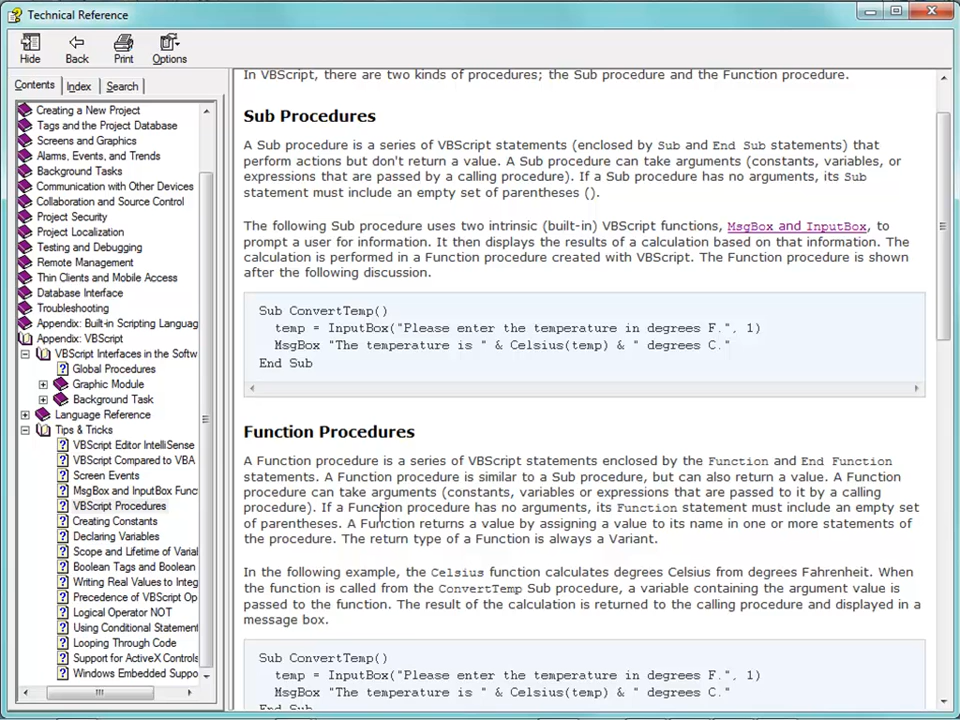 Technical Reference
Hide
Back
Print
Options
Contents
Index
Search
Creating a New Project
Tags and the Project Database
Screens and Graphics
Alarms, Events, and Trends
Background Tasks
Communication with Other Devices
Collaboration and Source Control
Project Security
Project Localization
Testing and Debugging
Remote Management
Thin Clients and Mobile Access
Database Interface
Troubleshooting
Appendix: Built-in Scripting Languag
Appendix: VBScript
VBScript Interfaces in the Softw
Global Procedures
Graphic Module
Background Task
Language Reference
Tips & Tricks
VBScript Editor IntelliSense
VBScript Compared to VBA
Screen Events
MsgBox and InputBox Funct
VBScript Procedures
Creating Constants
Declaring Variables
Scope and Lifetime of Variał
Boolean Tags and Boolean
Writing Real Values to Integ
Precedence of VBScript Op
Logical Operator NOT
Using Conditional Statement
Looping Through Code
Support for ActiveX Controls
Windows Embedded Suppo
In VBScript, there are two kinds of procedures; the Sub procedure and the Function procedure.
Sub Procedures
A Sub procedure is a series of VBScript statements (enclosed by Sub and End Sub statements) that
perform actions but don't return a value. A Sub procedure can take arguments (constants, variables, or
expressions that are passed by a calling procedure). If a Sub procedure has no arguments, its Sub
statement must include an empty set of parentheses ().
The following Sub procedure uses two intrinsic (built-in) VBScript functions, MsgBox and InputBox, to
prompt a user for information. It then displays the results of a calculation based on that information. The
calculation is performed in a Function procedure created with VBScript. The Function procedure is shown
after the following discussion.
Sub ConvertTemp()
temp = InputBox("Please enter the temperature in degrees F.", 1)
MsgBox "The temperature is " & Celsius(temp) & " degrees C."
End Sub
Function Procedures
A Function procedure is a series of VBScript statements enclosed by the Function and End Function
statements. A Function procedure is similar to a Sub procedure, but can also return a value. A Function
procedure can take arguments (constants, variables or expressions that are passed to it by a calling
procedure). If a Function procedure has no arguments, its Function statement must include an empty set
of parentheses. A Function returns a value by assigning a value to its name in one or more statements of
the procedure. The return type of a Function is always a Variant.
In the following example, the Celsius function calculates degrees Celsius from degrees Fahrenheit. When
the function is called from the ConvertTemp Sub procedure, a variable containing the argument value is
passed to the function. The result of the calculation is returned to the calling procedure and displayed in a
message box.
Sub ConvertTemp()
temp = InputBox("Please enter the temperature in degrees F.", 1)
MsgBox "The temperature is " & Celsius(temp) & " degrees C."
End Sub